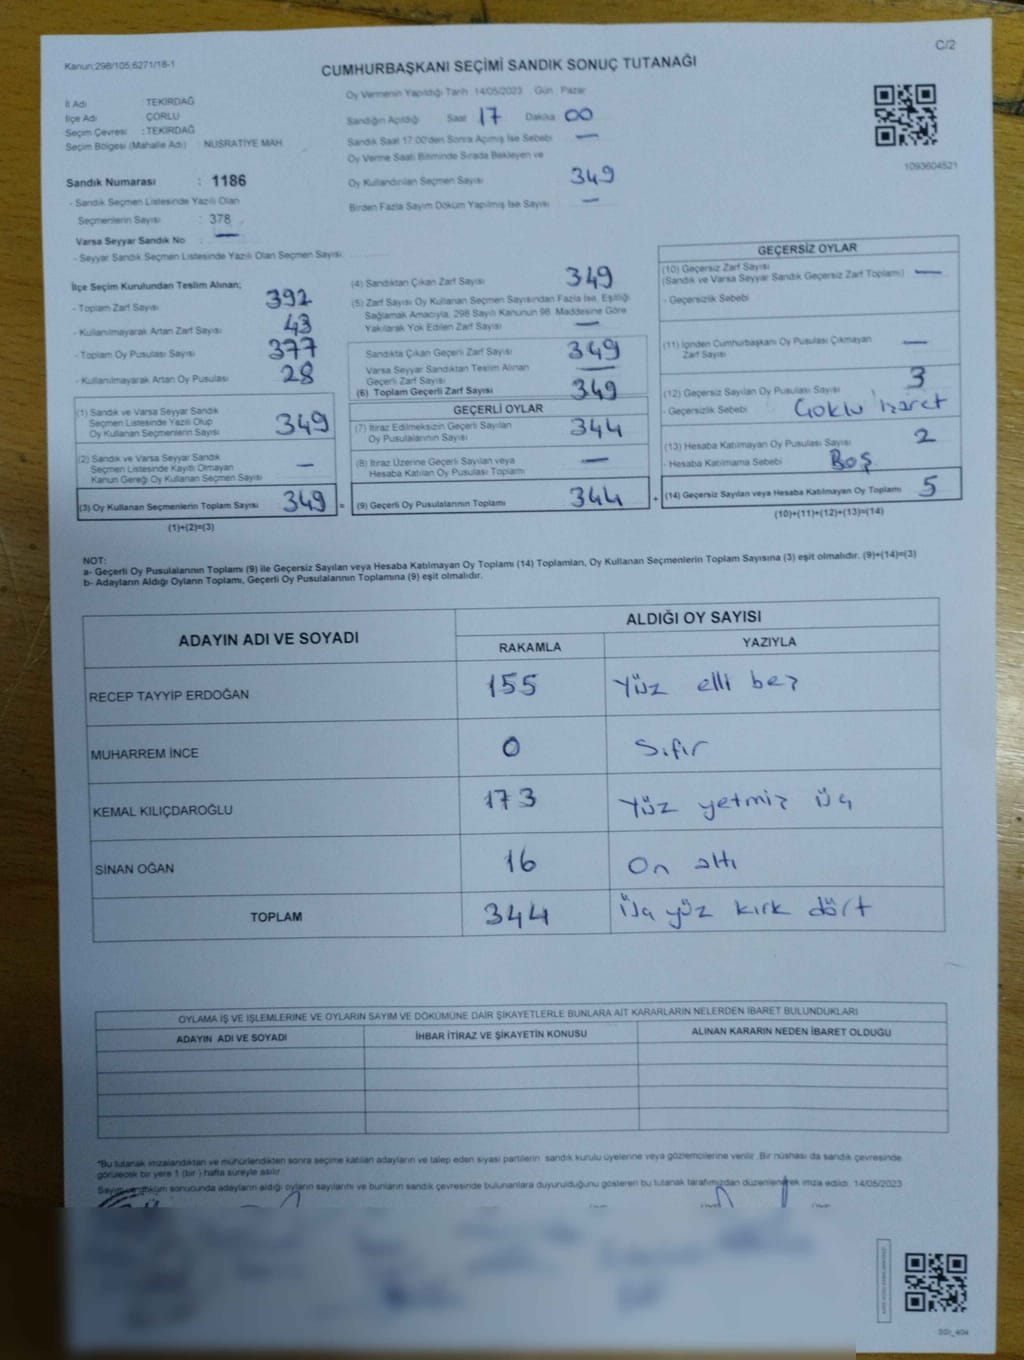 C/2
Kanun:298/105,6271/18-1
CUMHURBAŞKANI SEÇİMİ SANDIK SONUÇ TUTANAĞI
İl Adı : TEKİRDAĞ
İlçe Adı : ÇORLU
Seçim Çevresi : TEKİRDAĞ
Seçim Bölgesi (Mahalle Adı) : NUSRATİYE MAH.
Oy Vermenin Yapıldığı Tarih : 14/05/2023 Gün : Pazar
Sandığın Açıldığı Saat 17 Dakika 00
Sandık Saat 17:00'den Sonra Açılmış İse Sebebi —
Oy Verme Saati Bitiminde Sırada Bekleyen ve
Oy Kullandırılan Seçmen Sayısı 349
Birden Fazla Sayım Döküm Yapılmış İse Sayısı —
1093604521
Sandık Numarası : 1186
- Sandık Seçmen Listesinde Yazılı Olan
Seçmenlerin Sayısı : 378
Varsa Seyyar Sandık No : —
- Seyyar Sandık Seçmen Listesinde Yazılı Olan Seçmen Sayısı:
İlçe Seçim Kurulundan Teslim Alınan;
- Toplam Zarf Sayısı 392
- Kullanılmayarak Artan Zarf Sayısı 43
- Toplam Oy Pusulası Sayısı 377
- Kullanılmayarak Artan Oy Pusulası 28
(1) Sandık ve Varsa Seyyar Sandık
Seçmen Listesinde Yazılı Olup
Oy Kullanan Seçmenlerin Sayısı 349
(2) Sandık ve Varsa Seyyar Sandık
Seçmen Listesinde Kayıtlı Olmayan
Kanun Gereği Oy Kullanan Seçmen Sayısı —
(3) Oy Kullanan Seçmenlerin Toplam Sayısı 349 =
(1)+(2)=(3)
(4) Sandıktan Çıkan Zarf Sayısı 349
(5) Zarf Sayısı Oy Kullanan Seçmen Sayısından Fazla İse, Eşitliği
Sağlamak Amacıyla, 298 Sayılı Kanunun 98. Maddesine Göre
Yakılarak Yok Edilen Zarf Sayısı —
Sandıkta Çıkan Geçerli Zarf Sayısı 349
Varsa Seyyar Sandıktan Teslim Alınan
Geçerli Zarf Sayısı —
(6) Toplam Geçerli Zarf Sayısı 349
GEÇERLİ OYLAR
(7) İtiraz Edilmeksizin Geçerli Sayılan
Oy Pusulalarının Sayısı 344
(8) İtiraz Üzerine Geçerli Sayılan veya
Hesaba Katılan Oy Pusulası Toplamı —
(9) Geçerli Oy Pusulalarının Toplamı 344 +
GEÇERSİZ OYLAR
(10) Geçersiz Zarf Sayısı
(Sandık ve Varsa Seyyar Sandık Geçersiz Zarf Toplamı) —
- Geçersizlik Sebebi
(11) İçinden Cumhurbaşkanı Oy Pusulası Çıkmayan
Zarf Sayısı —
(12) Geçersiz Sayılan Oy Pusulası Sayısı 3
- Geçersizlik Sebebi Çoklu işaret
(13) Hesaba Katılmayan Oy Pusulası Sayısı 2
- Hesaba Katılmama Sebebi Boş
(14) Geçersiz Sayılan veya Hesaba Katılmayan Oy Toplamı 5
(10)+(11)+(12)+(13)=(14)
NOT:
a- Geçerli Oy Pusulalarının Toplamı (9) ile Geçersiz Sayılan veya Hesaba Katılmayan Oy Toplamı (14) Toplamları, Oy Kullanan Seçmenlerin Toplam Sayısına (3) eşit olmalıdır. (9)+(14)=(3)
b- Adayların Aldığı Oyların Toplamı, Geçerli Oy Pusulalarının Toplamına (9) eşit olmalıdır.
ADAYIN ADI VE SOYADI ALDIĞI OY SAYISI
RAKAMLA YAZIYLA
RECEP TAYYİP ERDOĞAN 155 Yüz elli beş
MUHARREM İNCE 0 Sıfır
KEMAL KILIÇDAROĞLU 173 Yüz yetmiş üç
SİNAN OĞAN 16 On altı
TOPLAM 344 Üç yüz kırk dört
OYLAMA İŞ VE İŞLEMLERİNE VE OYLARIN SAYIM VE DÖKÜMÜNE DAİR ŞİKAYETLERLE BUNLARA AİT KARARLARIN NELERDEN İBARET BULUNDUKLARI
ADAYIN ADI VE SOYADI İHBAR İTİRAZ VE ŞİKAYETİN KONUSU ALINAN KARARIN NEDEN İBARET OLDUĞU
*Bu tutanak imzalandıktan ve mühürlendikten sonra seçime katılan adayların ve talep eden siyasi partilerin sandık kurulu üyelerine veya gözlemcilerine verilir. Bir nüshası da sandık çevresinde
görülecek bir yere 1 (bir) hafta süreyle asılır.
Sayım ve döküm sonucunda adayların aldığı oyların sayılarını ve bunların sandık çevresinde bulunanlara duyurulduğunu gösteren bu tutanak tarafımızdan düzenlenerek imza edildi. 14/05/2023